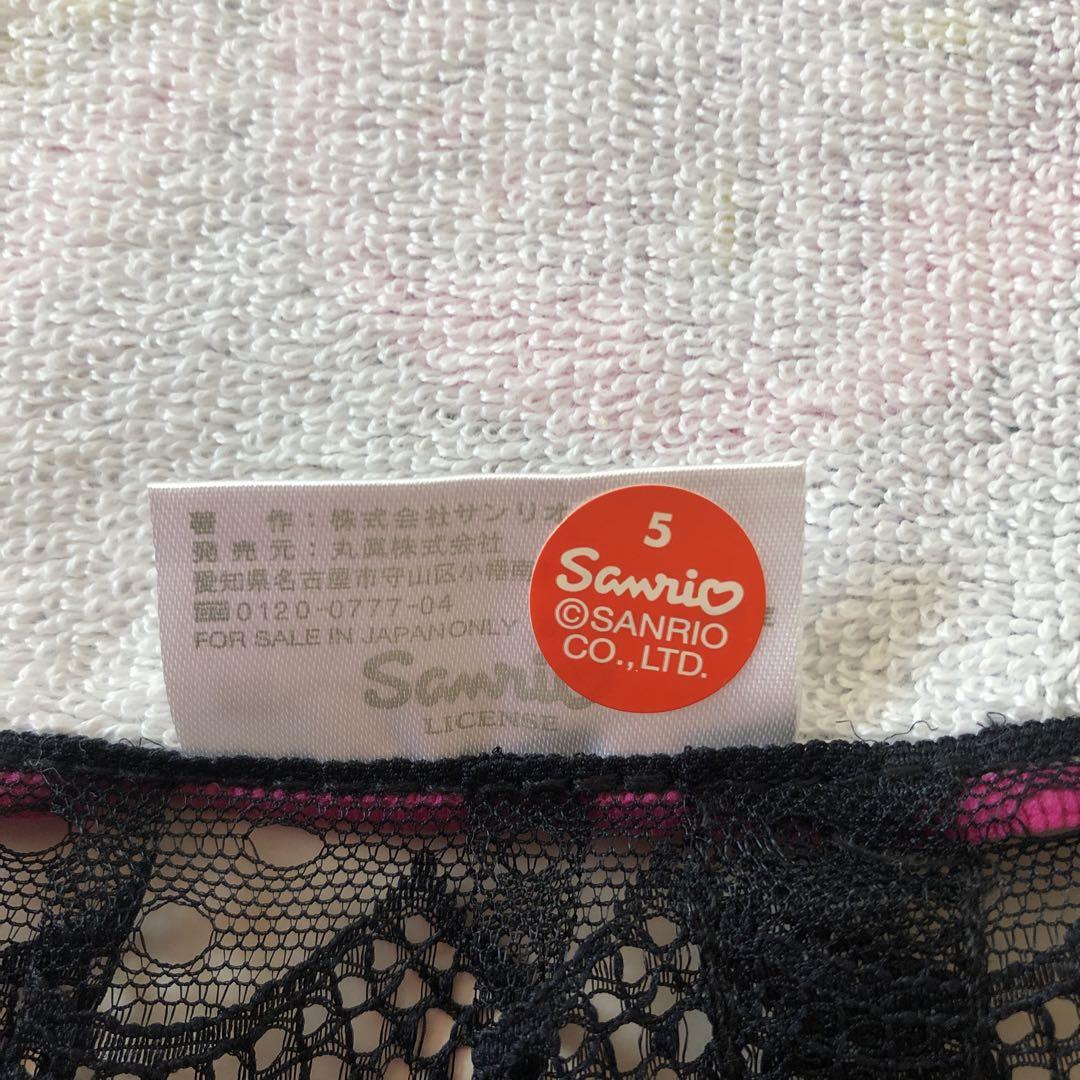 著 作:株式会社サンリオ
発売元:丸眞株式会社
愛知県名古屋市守山区小幡
0120-0777-04
FOR SALE IN JAPAN ONLY
Sanrio
LICENSE
5
Sanrio
©SANRIO
CO.,LTD.